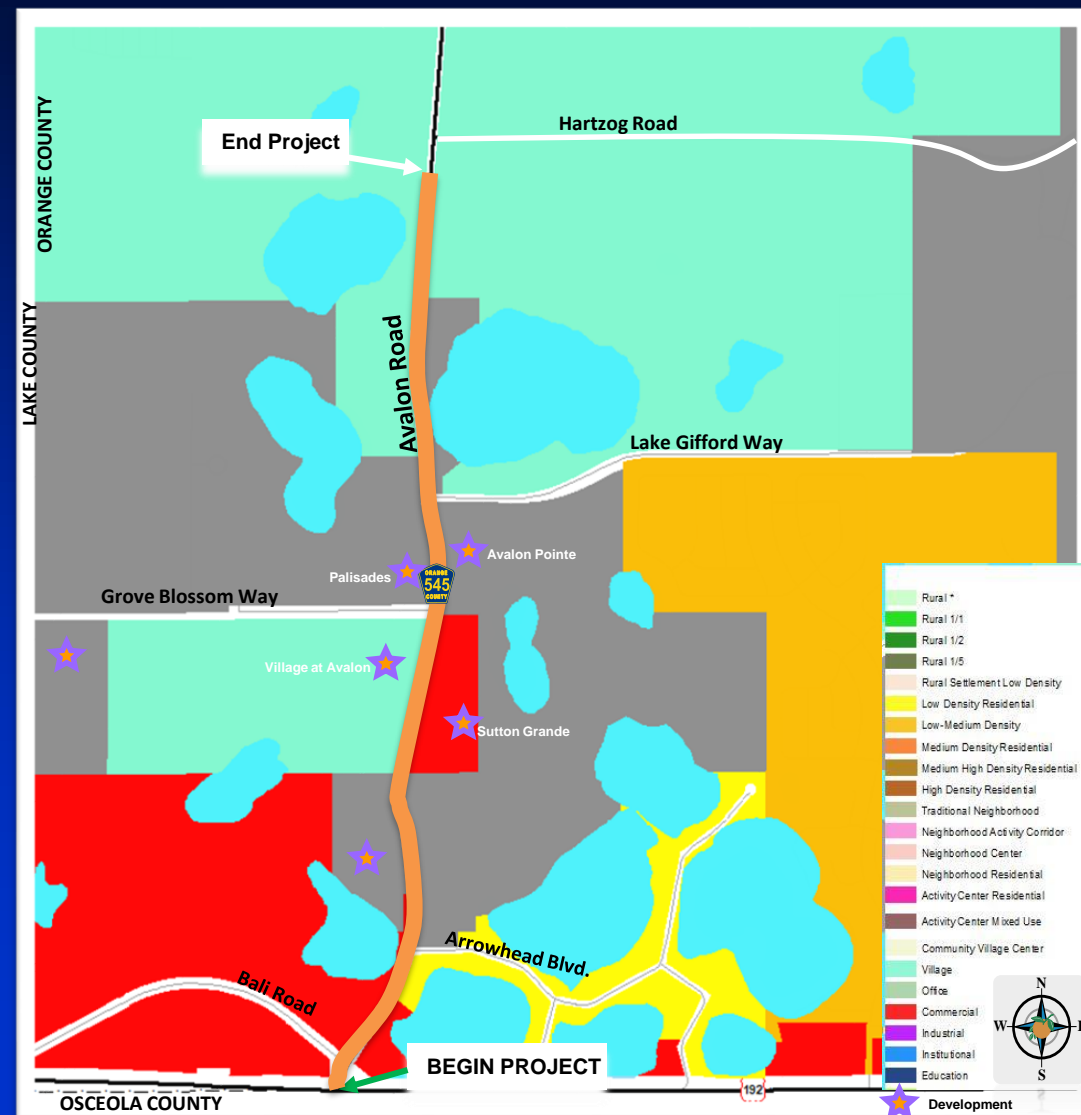 Hartzog Road
End Project
ORANGE COUNTY
LAKE COUNTY
Avalon Road
Lake Gifford Way
Avalon Pointe
Palisades
ORANGE
545
COUNTY
Grove Blossom Way
Village at Avalon
Sutton Grande
Arrowhead Blvd.
Bali Road
BEGIN PROJECT
192
OSCEOLA COUNTY
Rural *
Rural 1/1
Rural 1/2
Rural 1/5
Rural Settlement Low Density
Low Density Residential
Low-Medium Density
Medium Density Residential
Medium High Density Residential
High Density Residential
Traditional Neighborhood
Neighborhood Activity Corridor
Neighborhood Center
Neighborhood Residential
Activity Center Residential
Activity Center Mixed Use
Community Village Center
Village
Office
Commercial
Industrial
Institutional
Education
Development
N
W
S